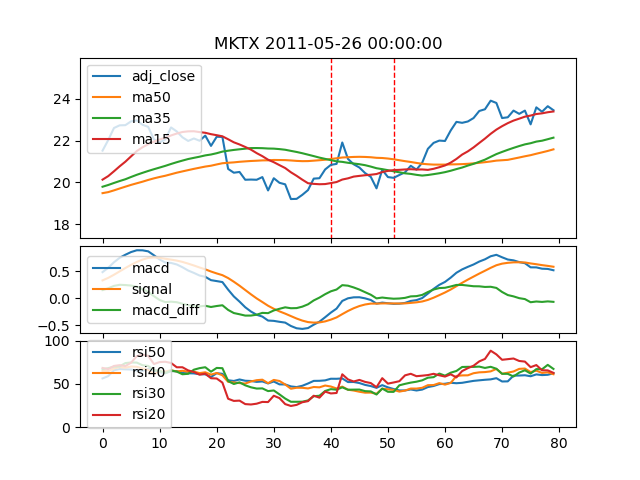 MKTX 2011-05-26 00:00:00
adj_close
ma50
ma35
ma15
24
22
20
18
macd
signal
macd_diff
0.5
0.0
−0.5
rsi50
rsi40
rsi30
rsi20
100
50
0
0 10 20 30 40 50 60 70 80